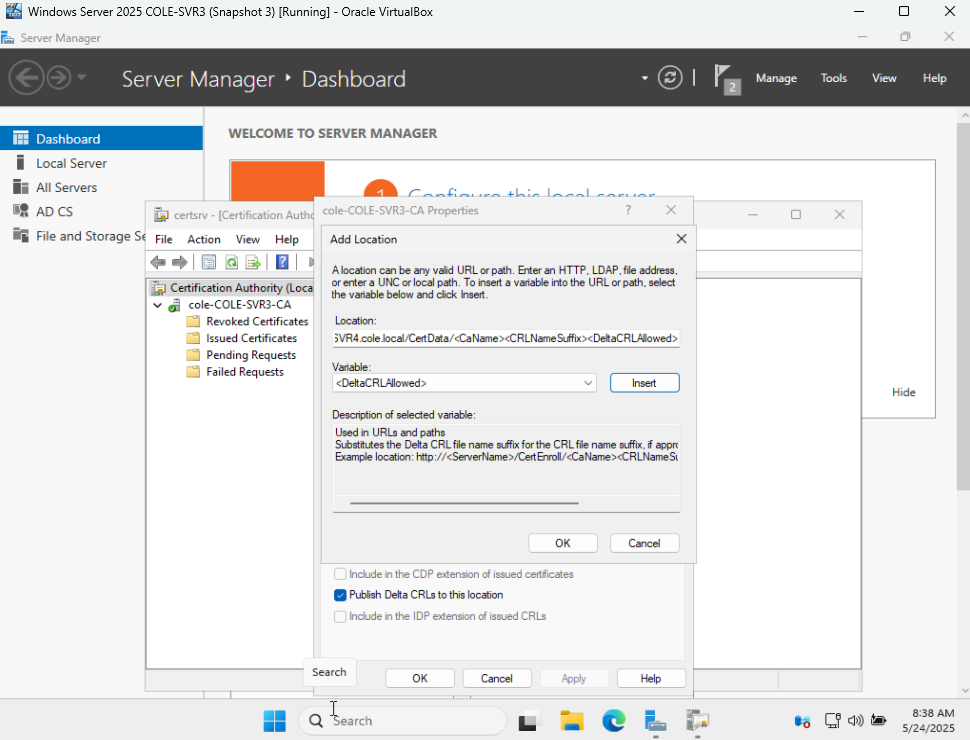 Windows Server 2025 COLE-SVR3 (Snapshot 3) [Running] - Oracle VirtualBox
Server Manager
Server Manager ‣ Dashboard
2
Manage
Tools
View
Help
Dashboard
Local Server
All Servers
AD CS
File and Storage Se
WELCOME TO SERVER MANAGER
1
Configure this local server
Hide
certsrv - [Certification Autho
File
Action
View
Help
Certification Authority (Loca
cole-COLE-SVR3-CA
Revoked Certificates
Issued Certificates
Pending Requests
Failed Requests
cole-COLE-SVR3-CA Properties
?
Add Location
A location can be any valid URL or path. Enter an HTTP, LDAP, file address,
or enter a UNC or local path. To insert a variable into the URL or path, select
the variable below and click Insert.
Location:
SVR4.cole.local/CertData/<CaName><CRLNameSuffix><DeltaCRLAllowed>
Variable:
<DeltaCRLAllowed>
Insert
Description of selected variable:
Used in URLs and paths
Substitutes the Delta CRL file name suffix for the CRL file name suffix, if appro
Example location: http://<ServerName>/CertEnroll/<CaName><CRLNameSu
OK
Cancel
Include in the CDP extension of issued certificates
Publish Delta CRLs to this location
Include in the IDP extension of issued CRLs
OK
Cancel
Apply
Help
Search
Search
8:38 AM
5/24/2025